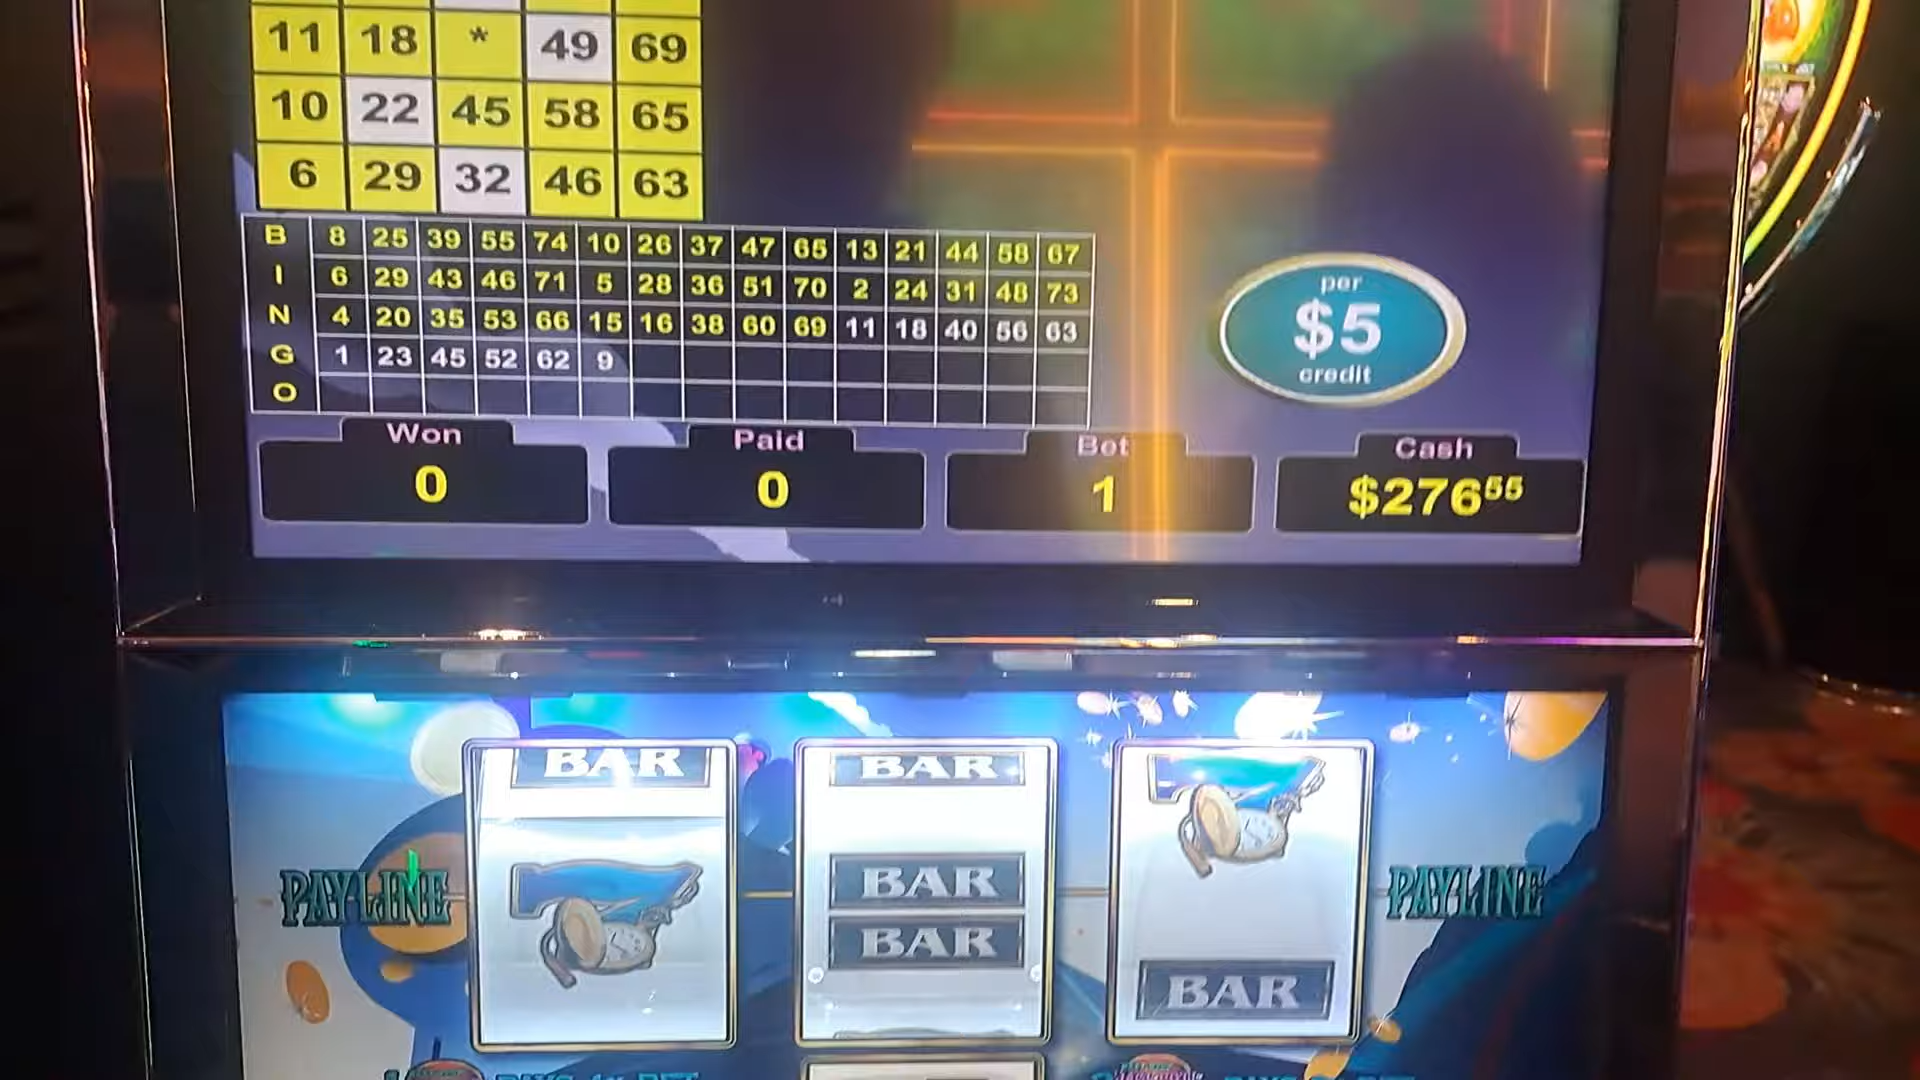 11 18 * 49 69
10 22 45 58 65
6 29 32 46 63
B 8 25 39 55 74 10 26 37 47 65 13 21 44 58 67
I 6 29 43 46 71 5 28 36 51 70 2 24 31 48 73
N 4 20 35 53 66 15 16 38 60 69 11 18 40 56 63
G 1 23 45 52 62 9
O
per
$5
credit
Won Paid Bet Cash
0 0 1 $276⁵⁵
BAR BAR
PAYLINE BAR PAYLINE
BAR
BAR